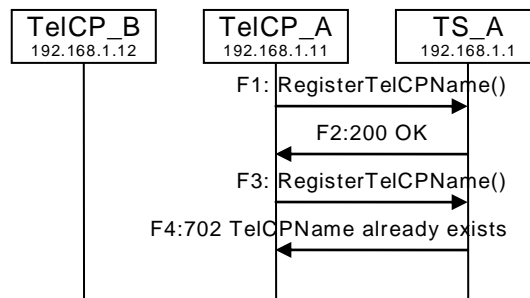 TelCP_B
192.168.1.12
TelCP_A
192.168.1.11
TS_A
192.168.1.1
F1: RegisterTelCPName()
F2:200 OK
F3: RegisterTelCPName()
F4:702 TelCPName already exists